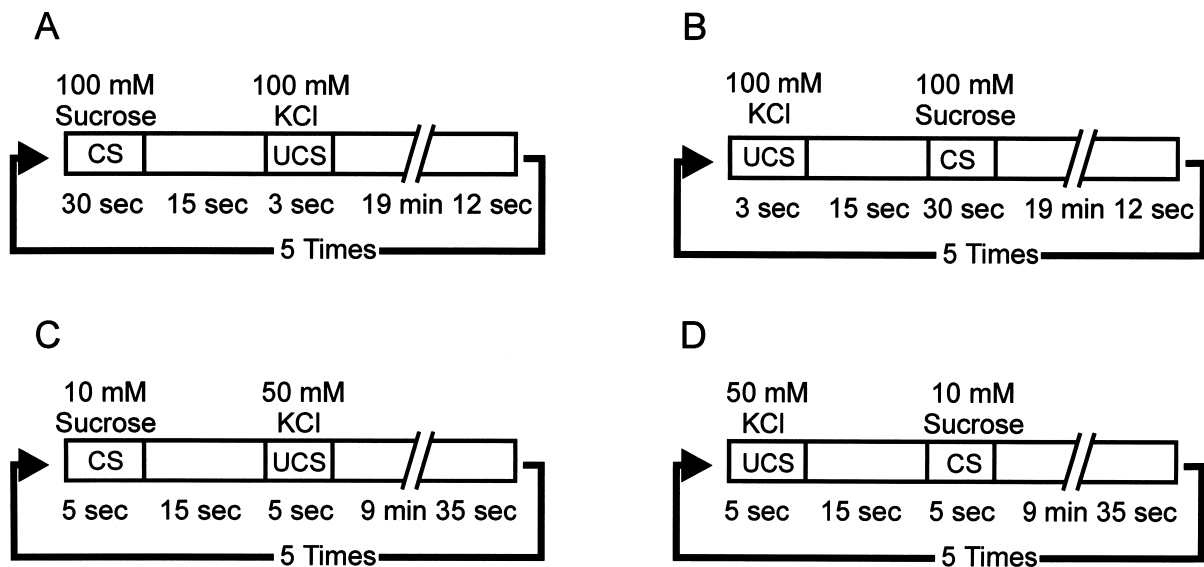 A
100 mM 100 mM
Sucrose KCl
CS UCS
30 sec 15 sec 3 sec 19 min 12 sec
5 Times
B
100 mM 100 mM
KCl Sucrose
UCS CS
3 sec 15 sec 30 sec 19 min 12 sec
5 Times
C
10 mM 50 mM
Sucrose KCl
CS UCS
5 sec 15 sec 5 sec 9 min 35 sec
5 Times
D
50 mM 10 mM
KCl Sucrose
UCS CS
5 sec 15 sec 5 sec 9 min 35 sec
5 Times